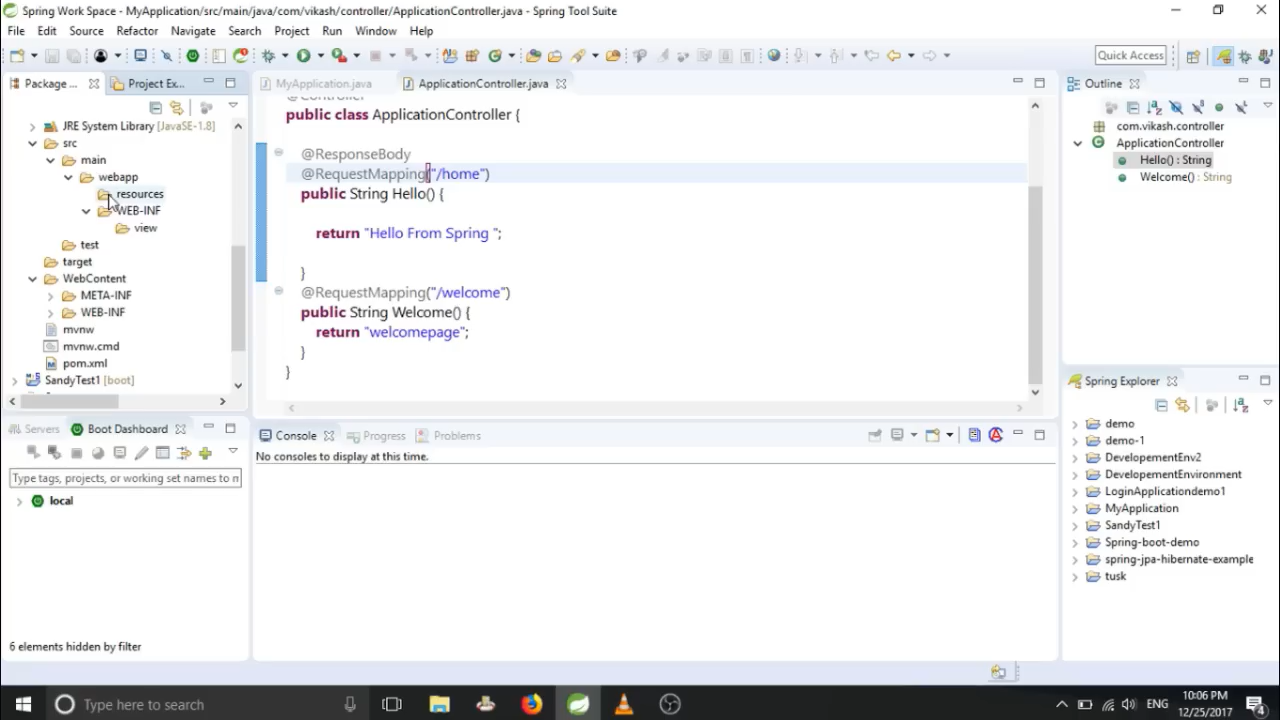 Spring Work Space - MyApplication/src/main/java/com/vikash/controller/ApplicationController.java - Spring Tool Suite
File Edit Source Refactor Navigate Search Project Run Window Help
Quick Access
Package ...
Project Ex...
JRE System Library [JavaSE-1.8]
src
main
webapp
resources
WEB-INF
view
test
target
WebContent
META-INF
WEB-INF
mvnw
mvnw.cmd
pom.xml
SandyTest1 [boot]
MyApplication.java
ApplicationController.java
@Controller
public class ApplicationController {
@ResponseBody
@RequestMapping("/home")
public String Hello() {
return "Hello From Spring ";
}
@RequestMapping("/welcome")
public String Welcome() {
return "welcomepage";
}
}
Outline
com.vikash.controller
ApplicationController
Hello() : String
Welcome() : String
Servers
Boot Dashboard
Type tags, projects, or working set names to m
local
6 elements hidden by filter
Console
Progress
Problems
No consoles to display at this time.
Spring Explorer
demo
demo-1
DevelopementEnv2
DevelopementEnvironment
LoginApplicationdemo1
MyApplication
SandyTest1
Spring-boot-demo
spring-jpa-hibernate-example
tusk
Type here to search
ENG
10:06 PM
12/25/2017
4